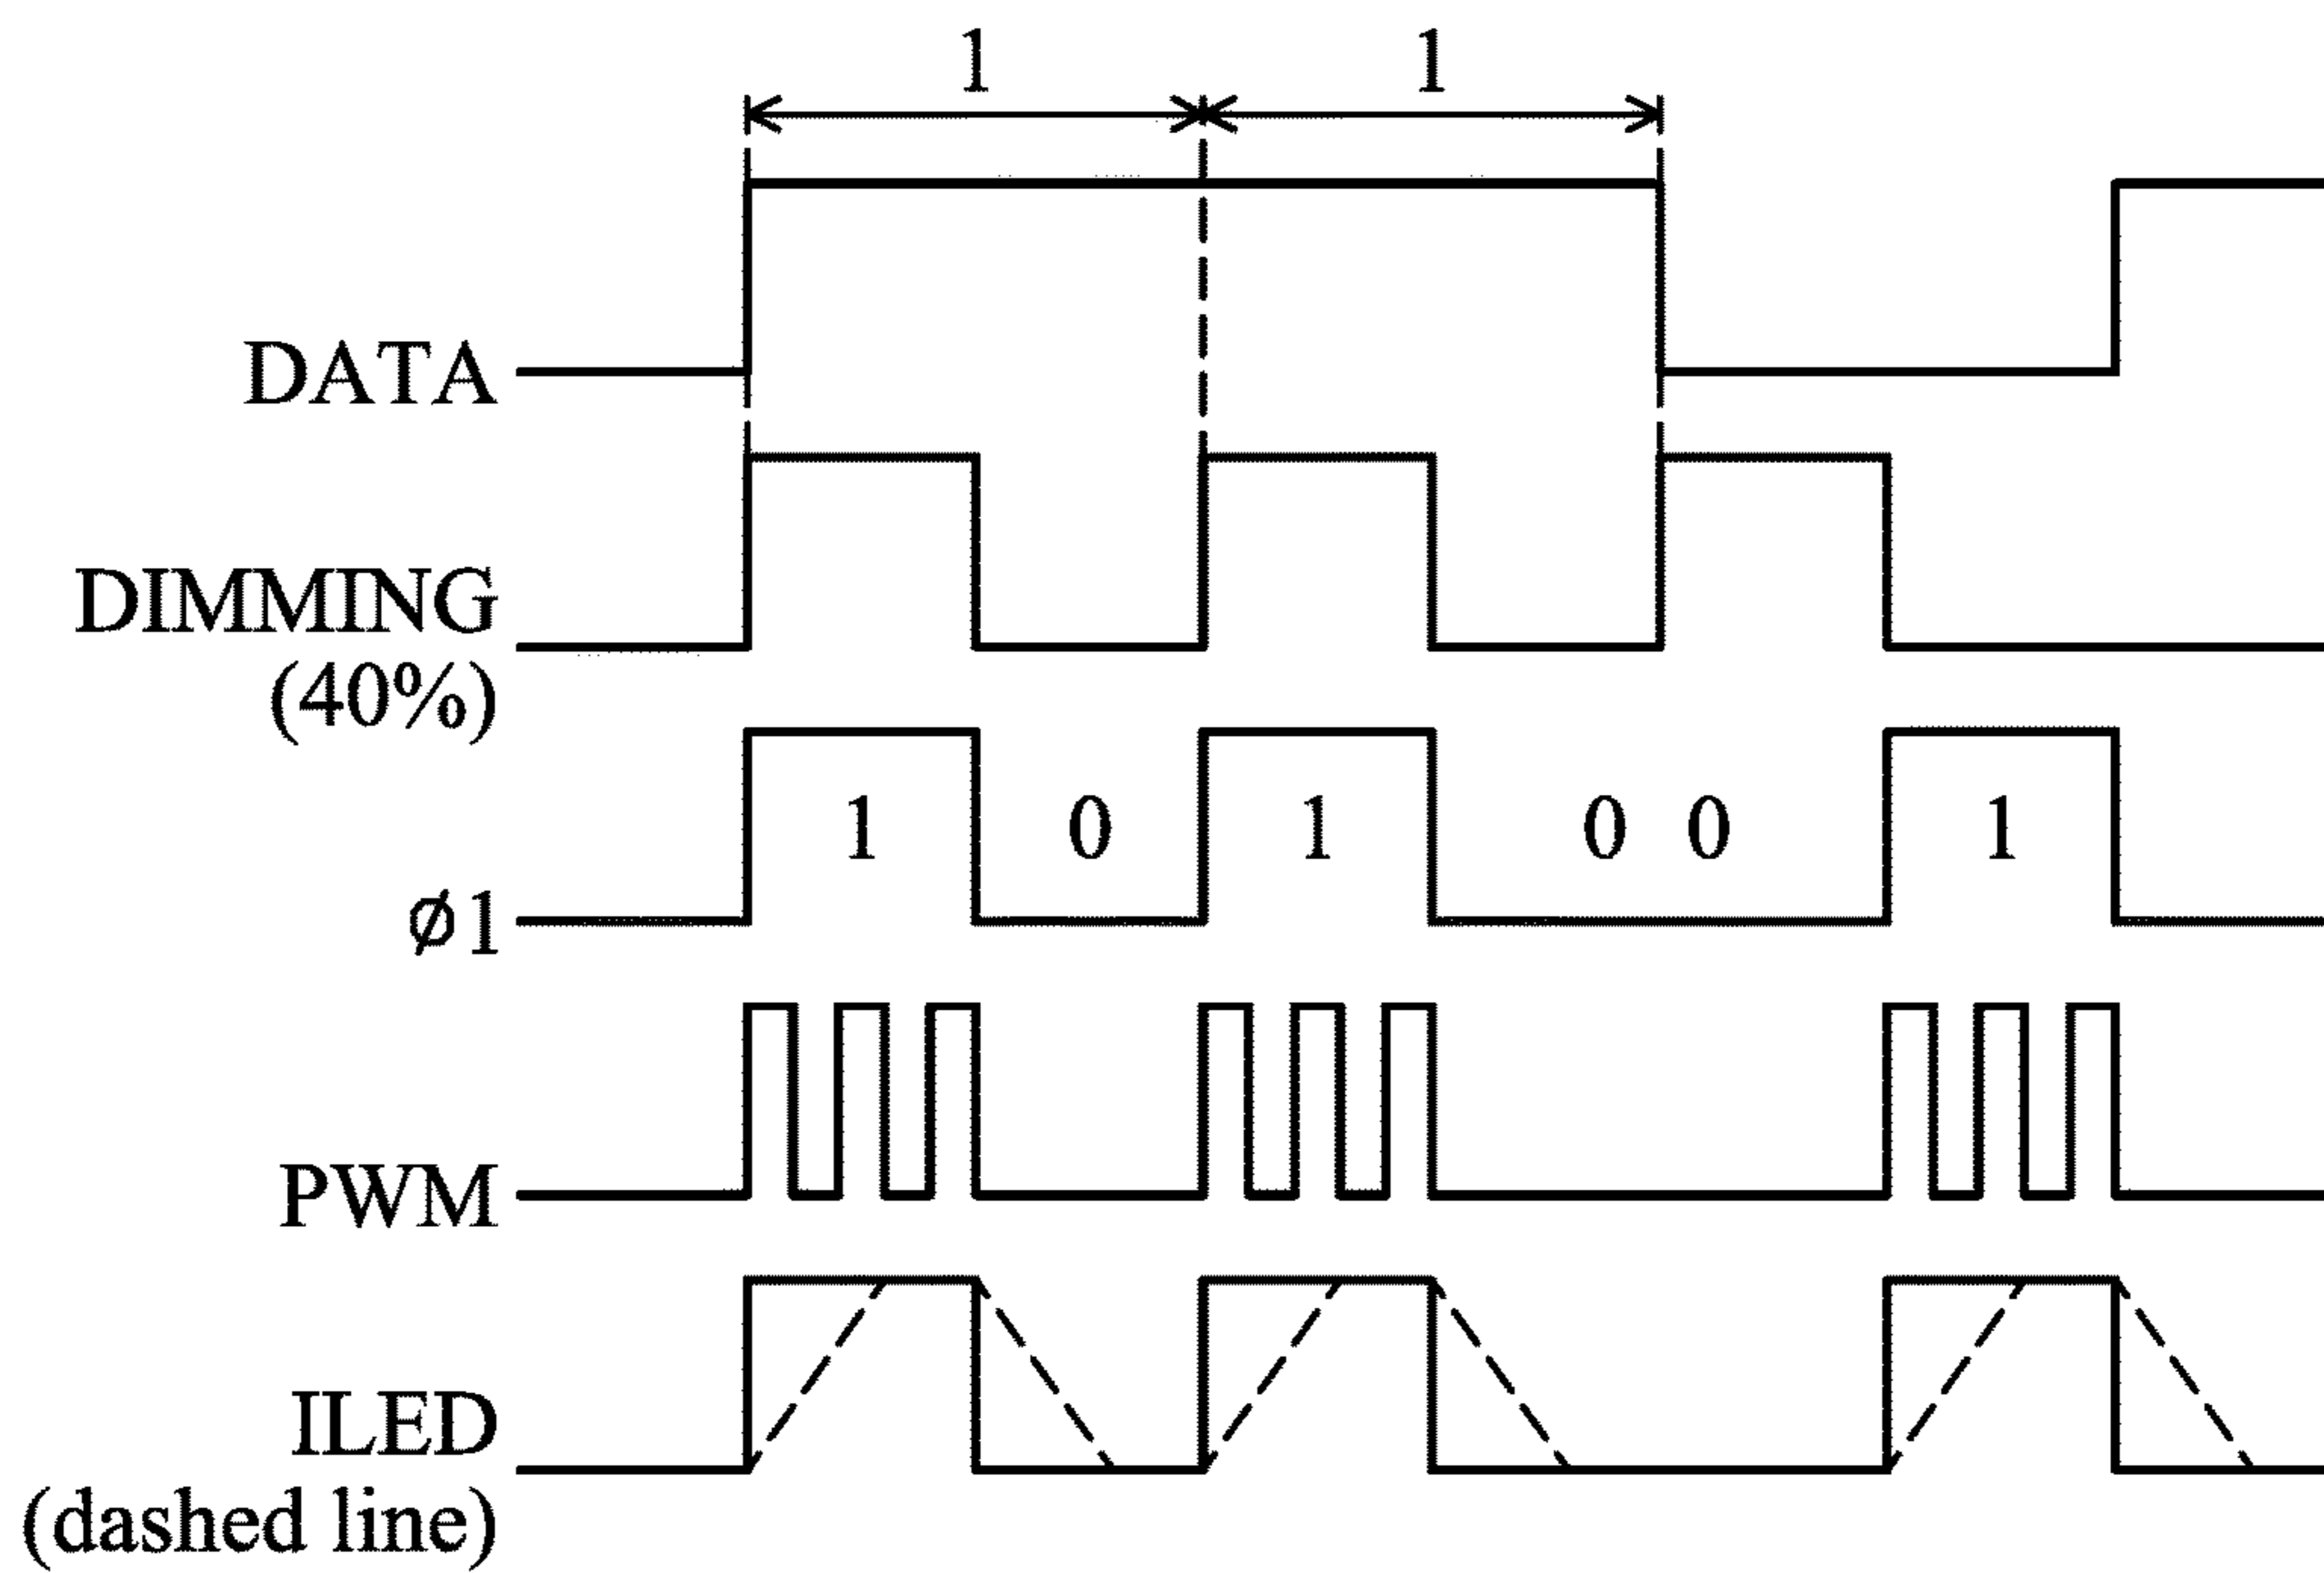 1 1
DATA
DIMMING
(40%)
1 0 1 0 0 1
ø1
PWM
ILED
(dashed line)